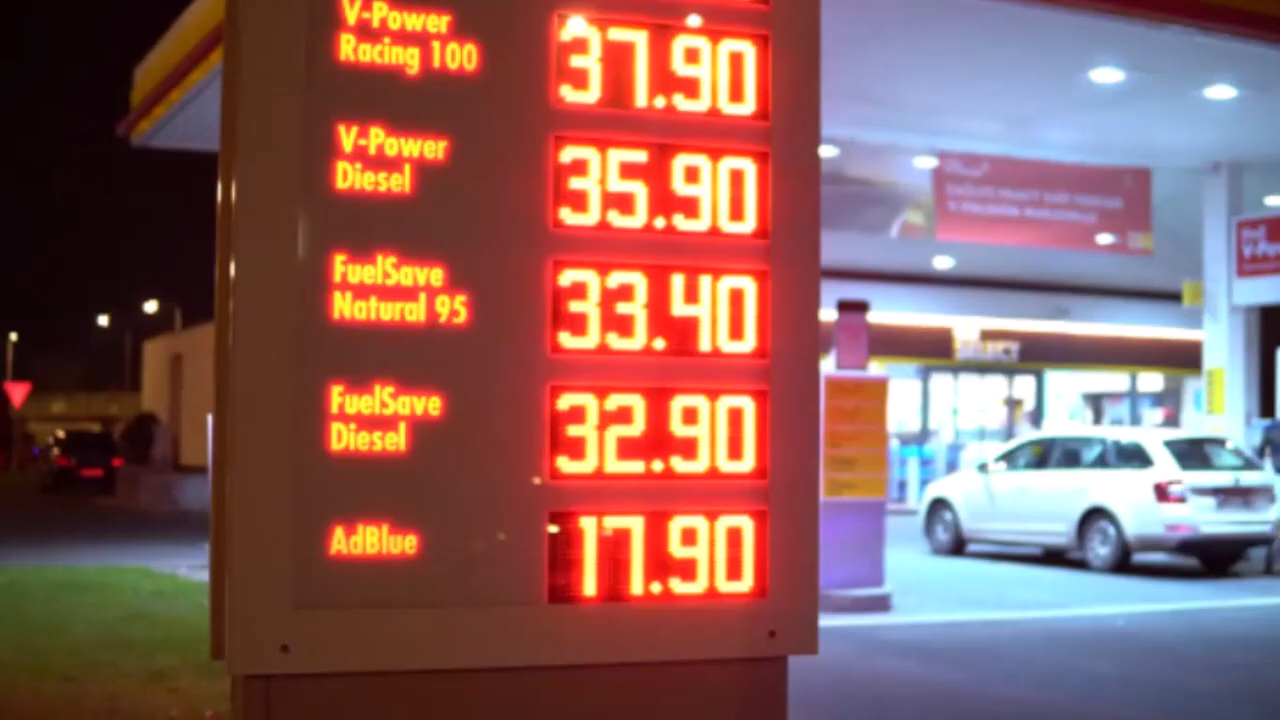 V-Power
Racing 100
37.90
V-Power
Diesel
35.90
FuelSave
Natural 95
33.40
FuelSave
Diesel
32.90
AdBlue
17.90